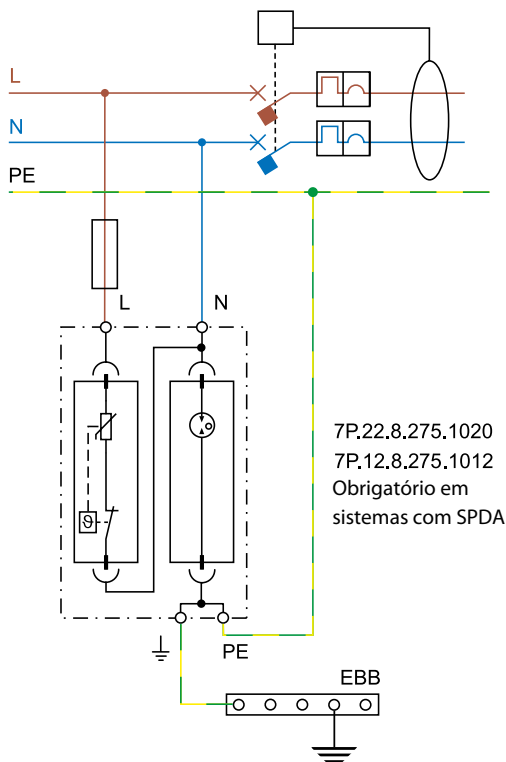 L
N
PE
L
N
7P.22.8.275.1020
7P.12.8.275.1012
Obrigatório em
sistemas com SPDA
ϑ
PE
EBB